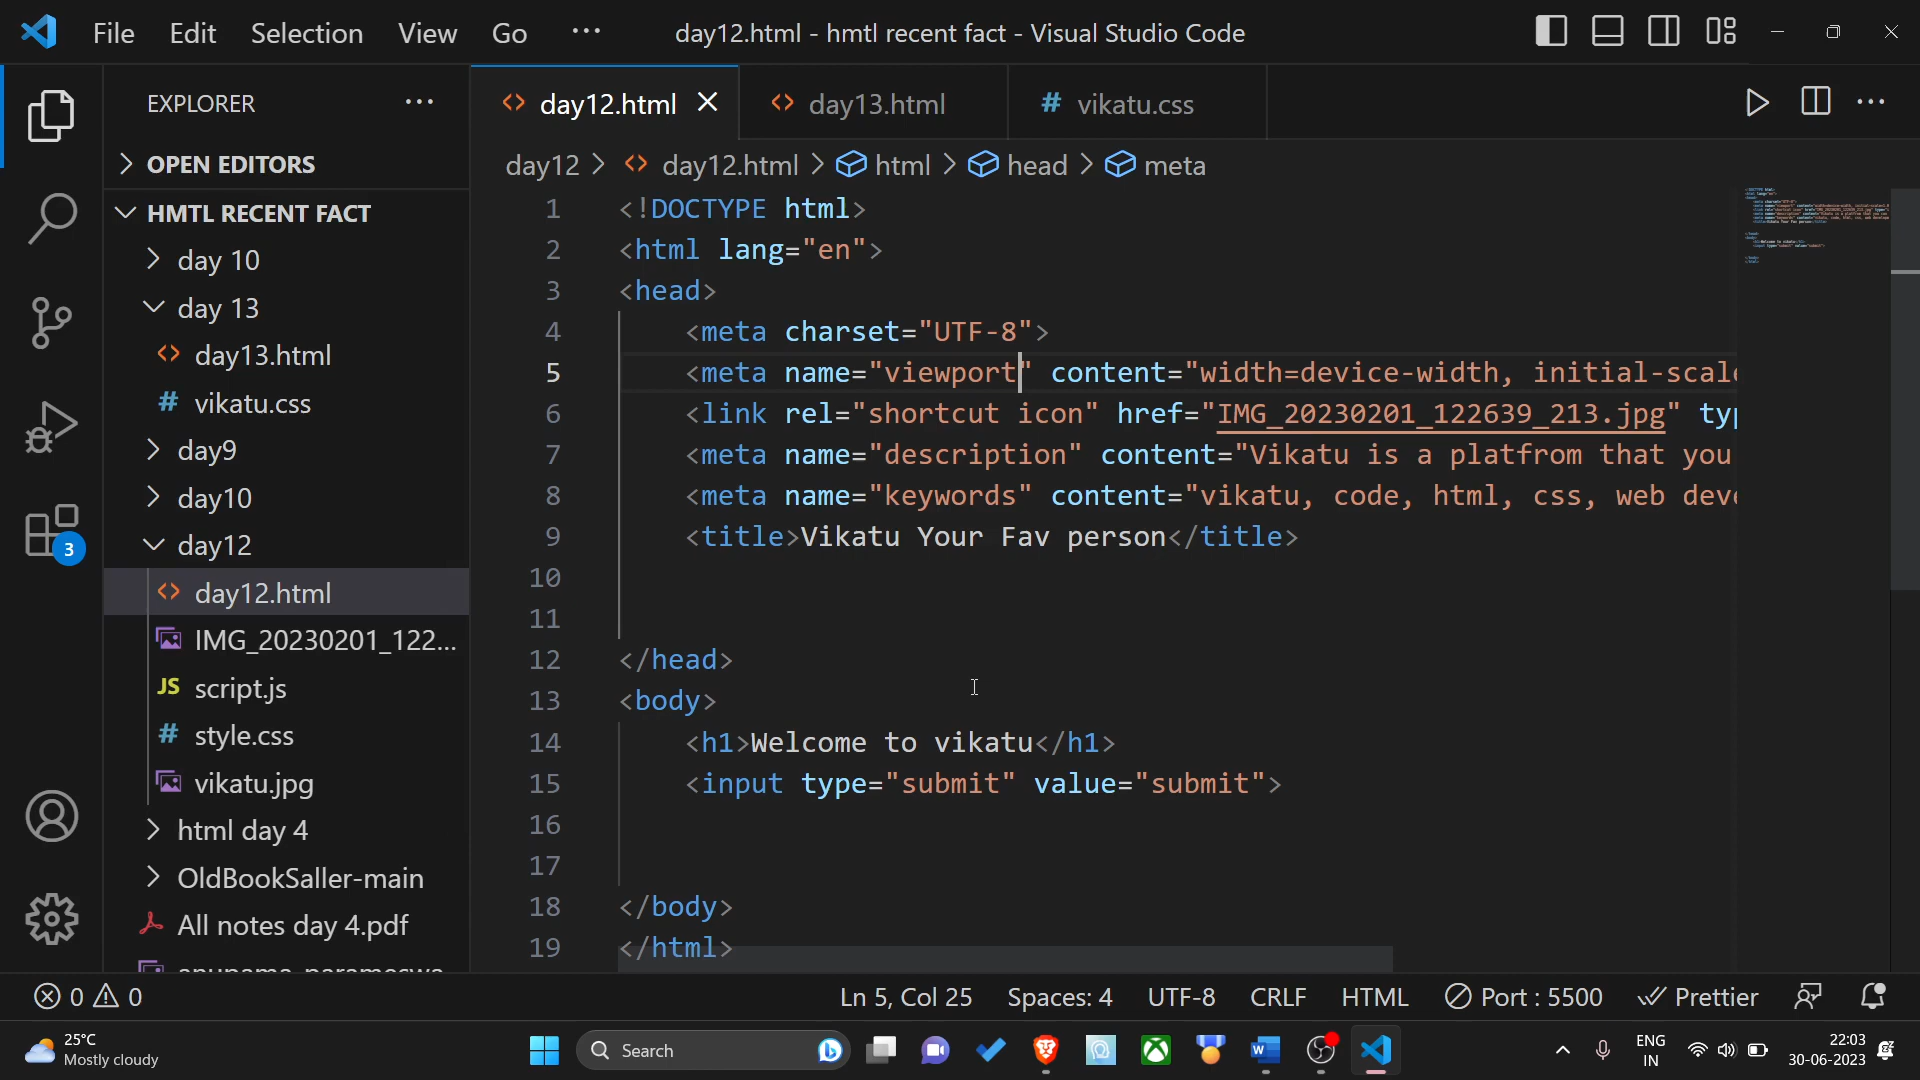 File Edit Selection View Go ··· day12.html - hmtl recent fact - Visual Studio Code
EXPLORER ···
OPEN EDITORS
HMTL RECENT FACT
day 10
day 13
day13.html
vikatu.css
day9
day10
day12
day12.html
IMG_20230201_122...
script.js
style.css
vikatu.jpg
html day 4
OldBookSaller-main
All notes day 4.pdf
day12.html day13.html # vikatu.css
day12 > day12.html > html > head > meta
1 <!DOCTYPE html>
2 <html lang="en">
3 <head>
4 <meta charset="UTF-8">
5 <meta name="viewport" content="width=device-width, initial-scale
6 <link rel="shortcut icon" href="IMG_20230201_122639_213.jpg" typ
7 <meta name="description" content="Vikatu is a platfrom that you
8 <meta name="keywords" content="vikatu, code, html, css, web deve
9 <title>Vikatu Your Fav person</title>
10
11
12 </head>
13 <body>
14 <h1>Welcome to vikatu</h1>
15 <input type="submit" value="submit">
16
17
18 </body>
19 </html>
3
0 0 Ln 5, Col 25 Spaces: 4 UTF-8 CRLF HTML Port : 5500 Prettier
25°C
Mostly cloudy
Search
ENG
IN
22:03
30-06-2023